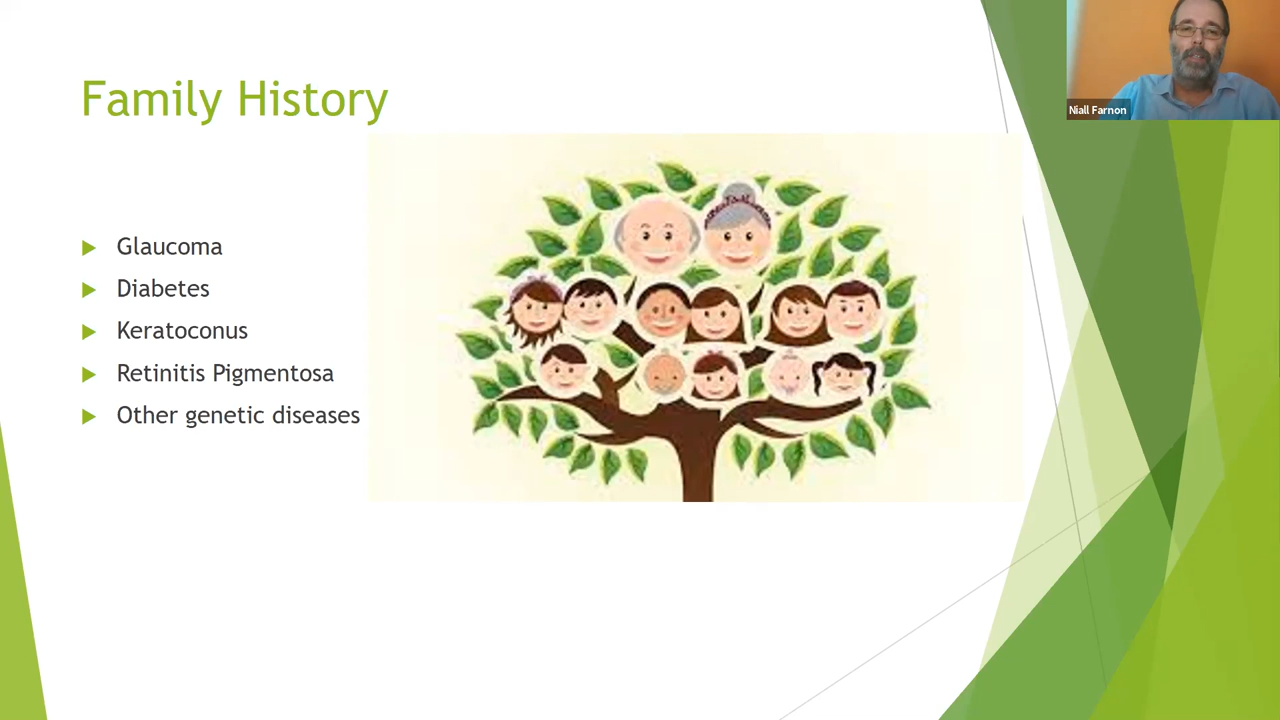 Family History
Glaucoma
Diabetes
Keratoconus
Retinitis Pigmentosa
Other genetic diseases
Niall Farnon